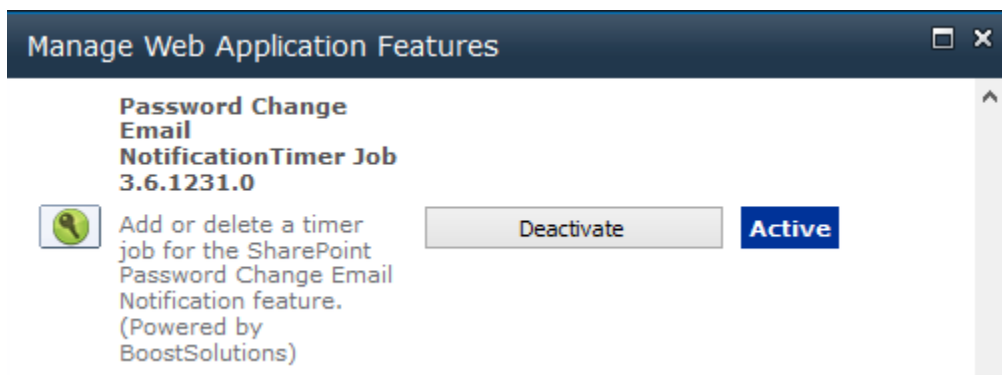 Manage Web Application Features
Password Change
Email
NotificationTimer Job
3.6.1231.0
Add or delete a timer
job for the SharePoint
Password Change Email
Notification feature.
(Powered by
BoostSolutions)
Deactivate
Active